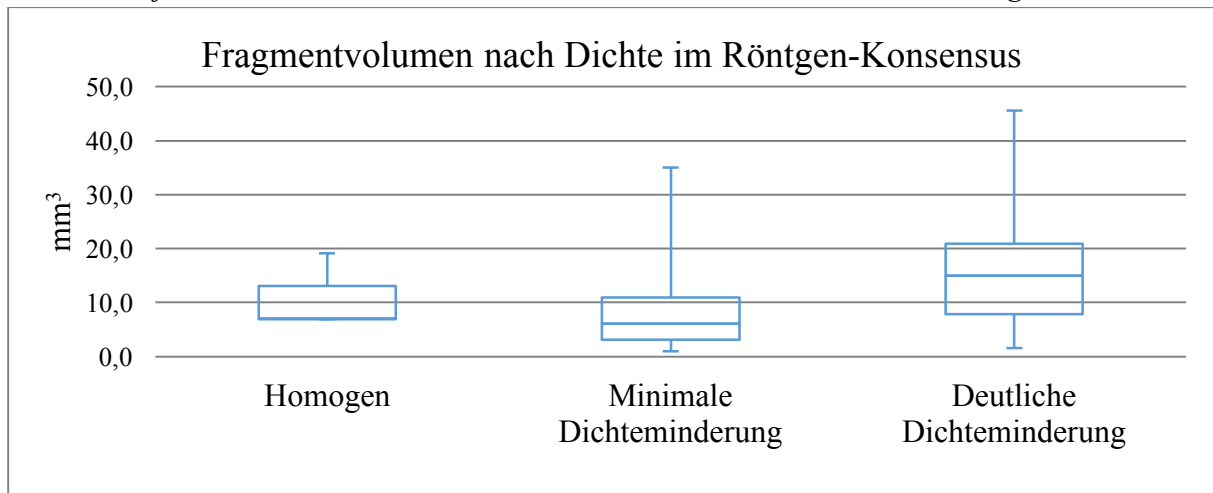 Fragmentvolumen nach Dichte im Röntgen-Konsensus
50,0
40,0
30,0
20,0
10,0
0,0
mm³
Homogen
Minimale
Dichteminderung
Deutliche
Dichteminderung